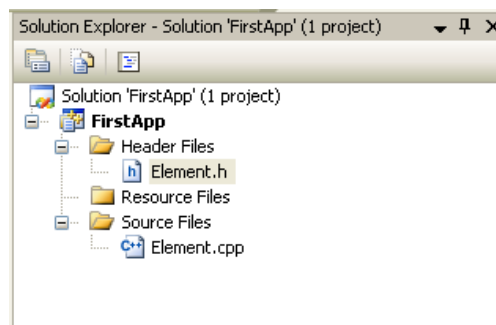 Solution Explorer - Solution 'FirstApp' (1 project)
Solution 'FirstApp' (1 project)
FirstApp
Header Files
h Element.h
Resource Files
Source Files
C++ Element.cpp